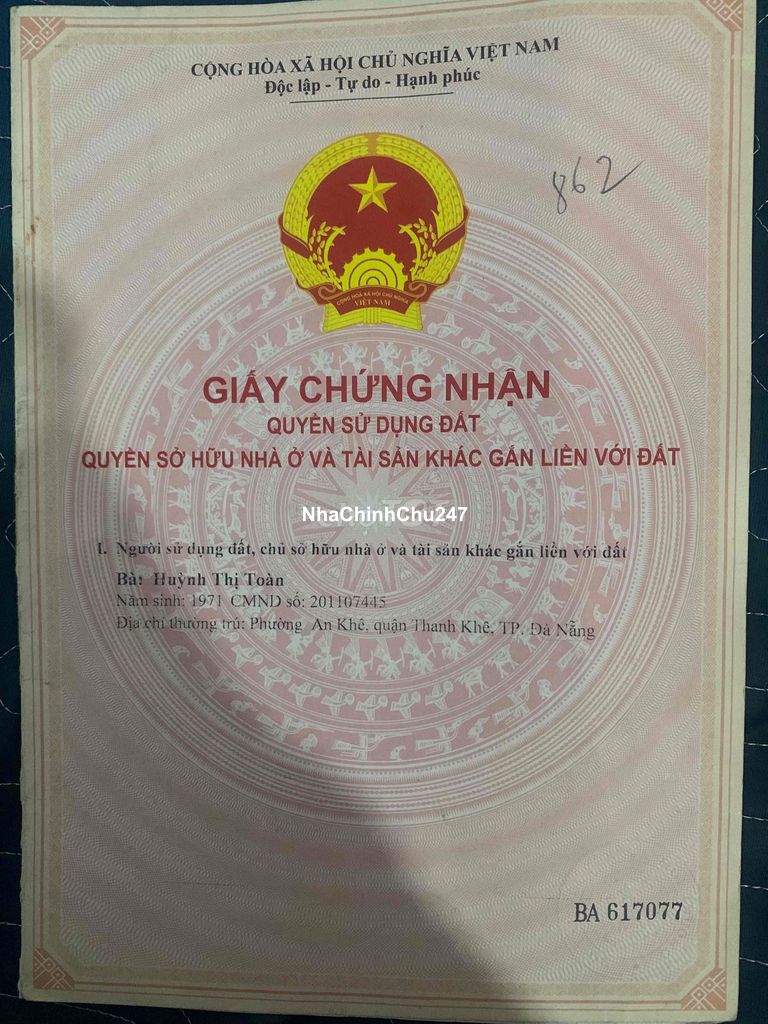 CỘNG HÒA XÃ HỘI CHỦ NGHĨA VIỆT NAM
Độc lập - Tự do - Hạnh phúc
862
CỘNG HÒA XÃ HỘI CHỦ NGHĨA
VIỆT NAM
GIẤY CHỨNG NHẬN
QUYỀN SỬ DỤNG ĐẤT
QUYỀN SỞ HỮU NHÀ Ở VÀ TÀI SẢN KHÁC GẮN LIỀN VỚI ĐẤT
NhaChinhChu247
I. Người sử dụng đất, chủ sở hữu nhà ở và tài sản khác gắn liền với đất
Bà: Huỳnh Thị Toàn
Năm sinh: 1971 CMND số: 201107445
Địa chỉ thường trú: Phường An Khê, quận Thanh Khê, TP. Đà Nẵng
BA 617077